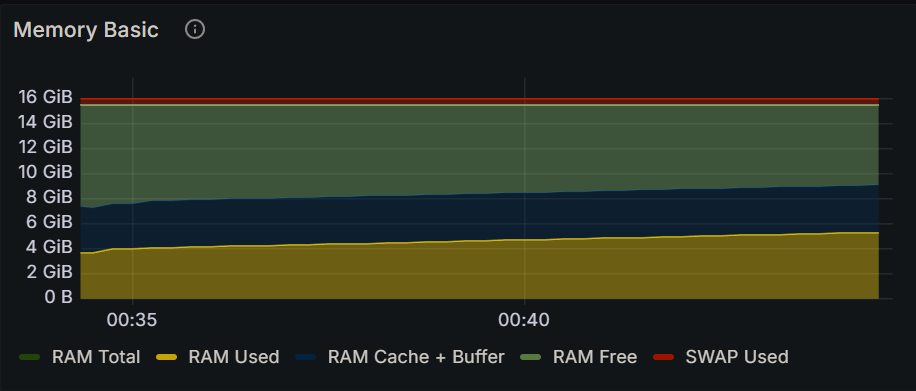 Memory Basic
16 GiB
14 GiB
12 GiB
10 GiB
8 GiB
6 GiB
4 GiB
2 GiB
0 B
00:35 00:40
RAM Total RAM Used RAM Cache + Buffer RAM Free SWAP Used